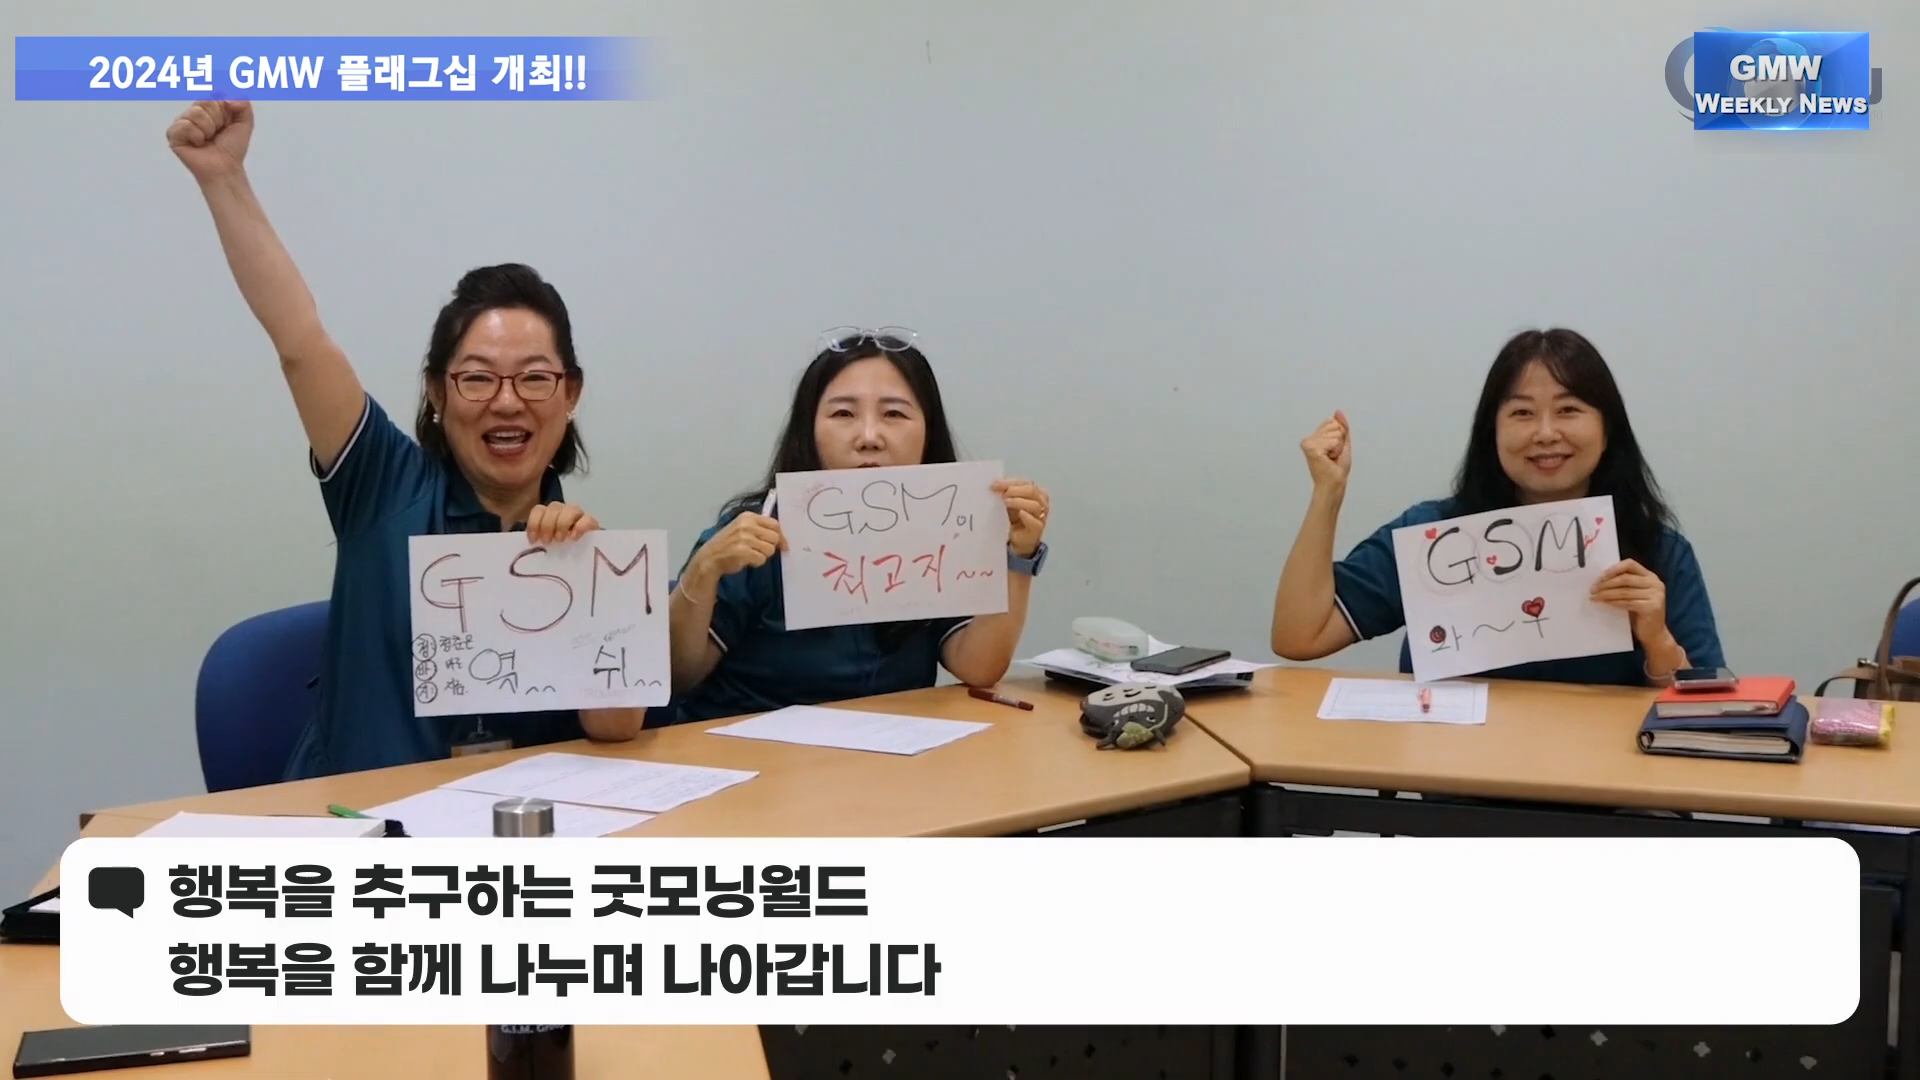 2024년 GMW 플래그십 개최!!
GMW
WEEKLY NEWS
GSM
역~~ 쉬~~
GSM이
"최고지"~~
GSM
와~우
행복을 추구하는 굿모닝월드
행복을 함께 나누며 나아갑니다